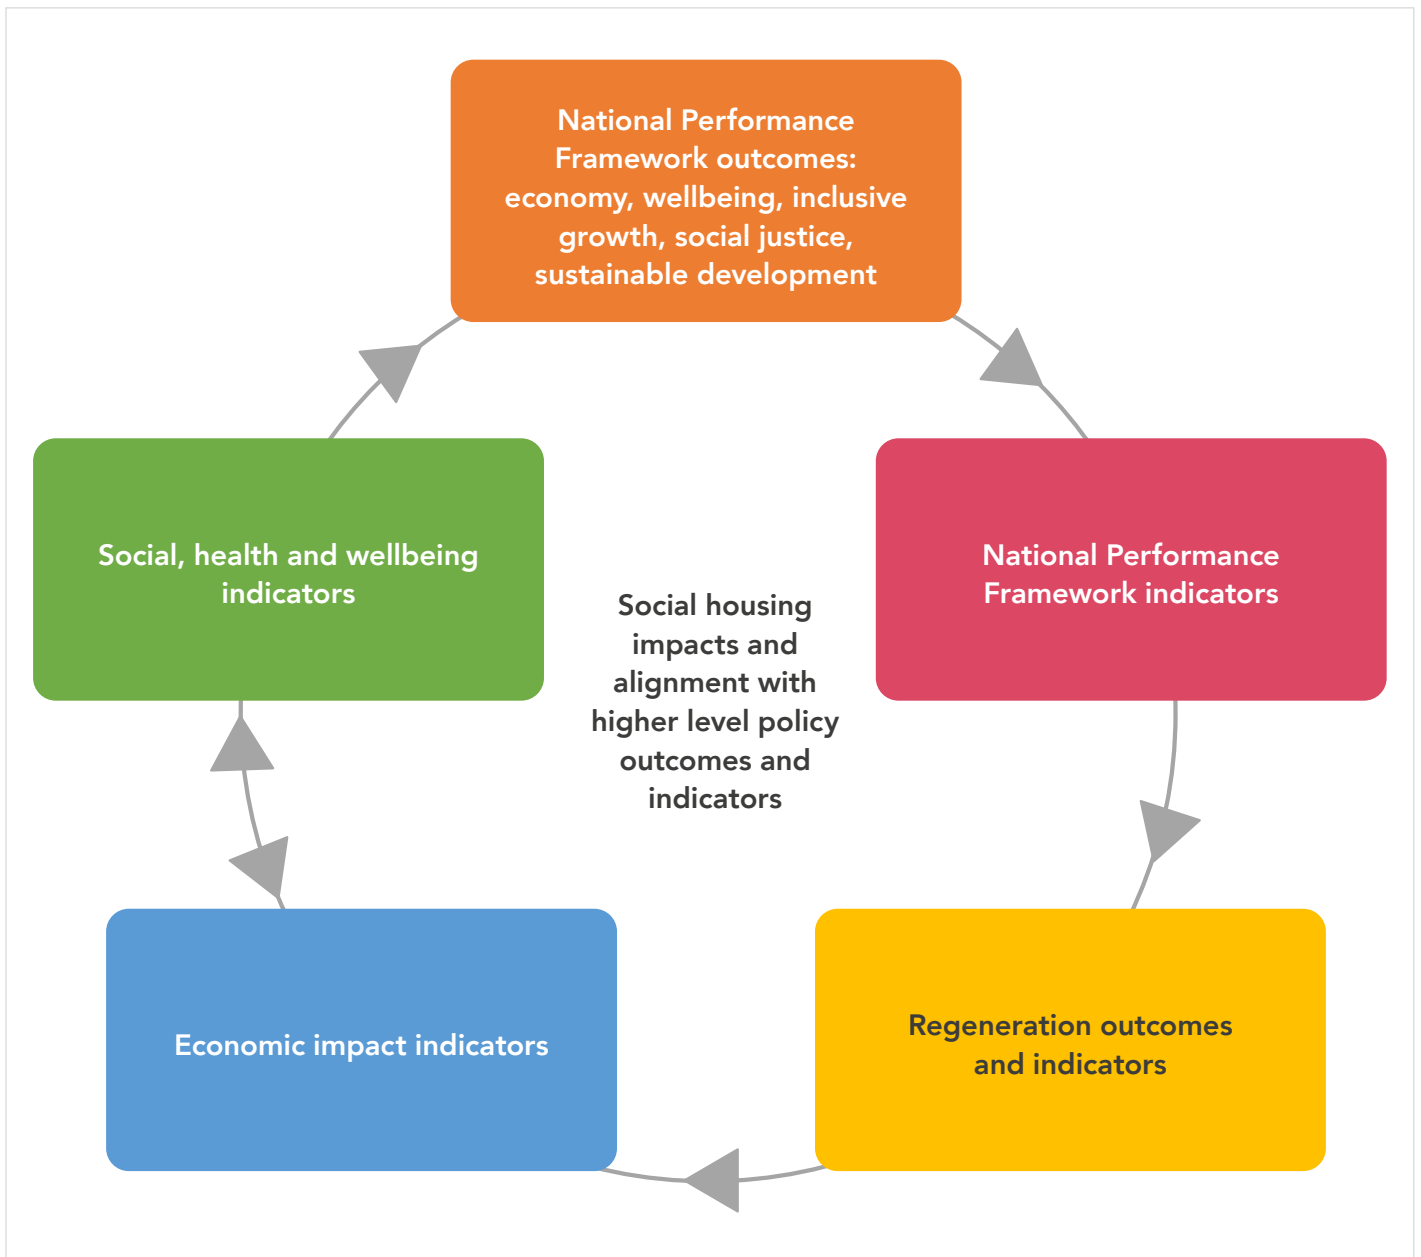 National Performance
Framework outcomes:
economy, wellbeing, inclusive
growth, social justice,
sustainable development
Social, health and wellbeing
indicators
National Performance
Framework indicators
Social housing
impacts and
alignment with
higher level policy
outcomes and
indicators
Economic impact indicators
Regeneration outcomes
and indicators